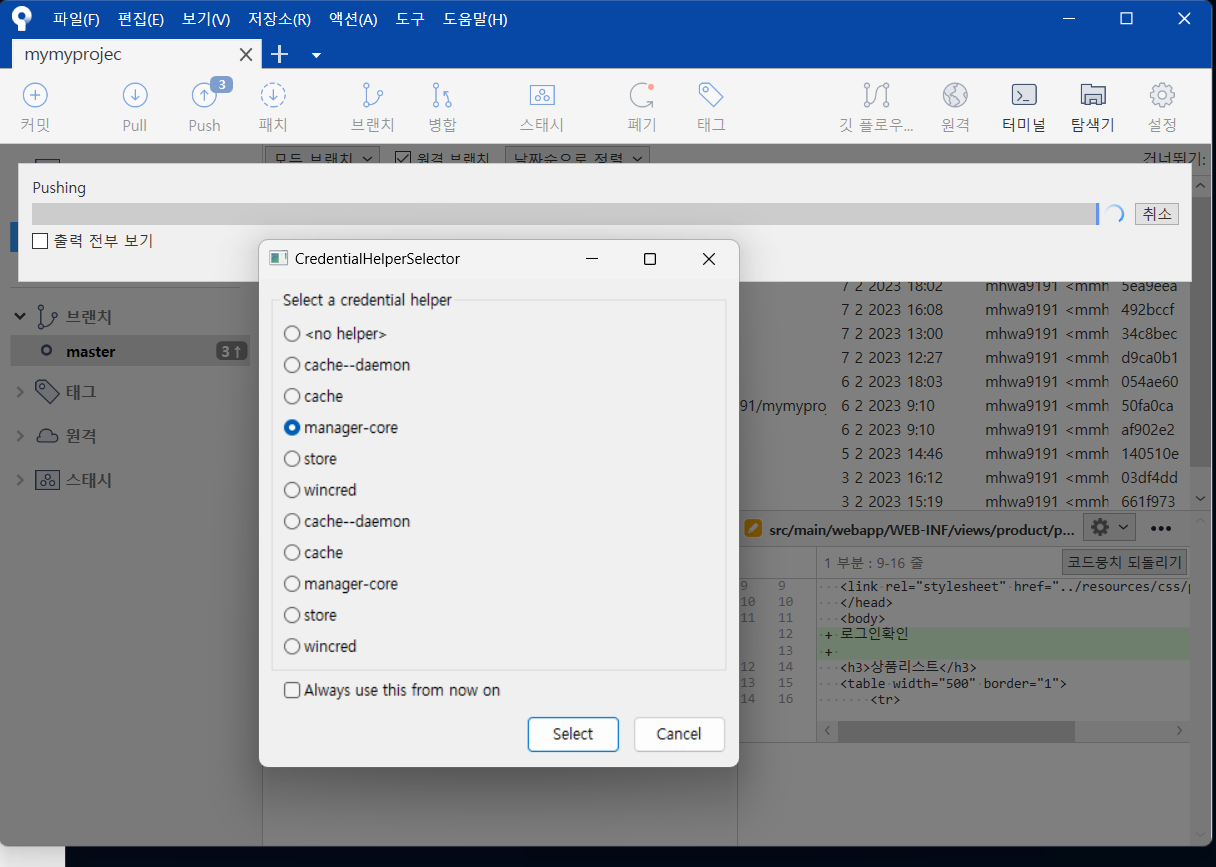 파일(F) 편집(E) 보기(V) 저장소(R) 액션(A) 도구 도움말(H)
mymyprojec
3
커밋 Pull Push 패치 브랜치 병합 스태시 폐기 태그 깃 플로우... 원격 터미널 탐색기 설정
모두 브랜치 원격 브랜치 날짜순으로 정렬 건너뛰기:
Pushing
취소
출력 전부 보기
CredentialHelperSelector
Select a credential helper
<no helper>
cache--daemon
cache
manager-core
store
wincred
cache--daemon
cache
manager-core
store
wincred
Always use this from now on
Select Cancel
브랜치
master 3↑
태그
원격
스태시
7 2 2023 18:02 mhwa9191 <mmh 5ea9eea
7 2 2023 16:08 mhwa9191 <mmh 492bccf
7 2 2023 13:00 mhwa9191 <mmh 34c8bec
7 2 2023 12:27 mhwa9191 <mmh d9ca0b1
6 2 2023 18:03 mhwa9191 <mmh 054ae60
91/mymypro 6 2 2023 9:10 mhwa9191 <mmh 50fa0ca
6 2 2023 9:10 mhwa9191 <mmh af902e2
5 2 2023 14:46 mhwa9191 <mmh 140510e
3 2 2023 16:12 mhwa9191 <mmh 03df4dd
3 2 2023 15:19 mhwa9191 <mmh 661f973
src/main/webapp/WEB-INF/views/product/p...
1 부분 : 9-16 줄 코드뭉치 되돌리기
9 9 <link rel="stylesheet" href="../resources/css/p
10 10 </head>
11 11 <body>
12 + 로그인확인
13 +
12 14 <h3>상품리스트</h3>
13 15 <table width="500" border="1">
14 16 <tr>